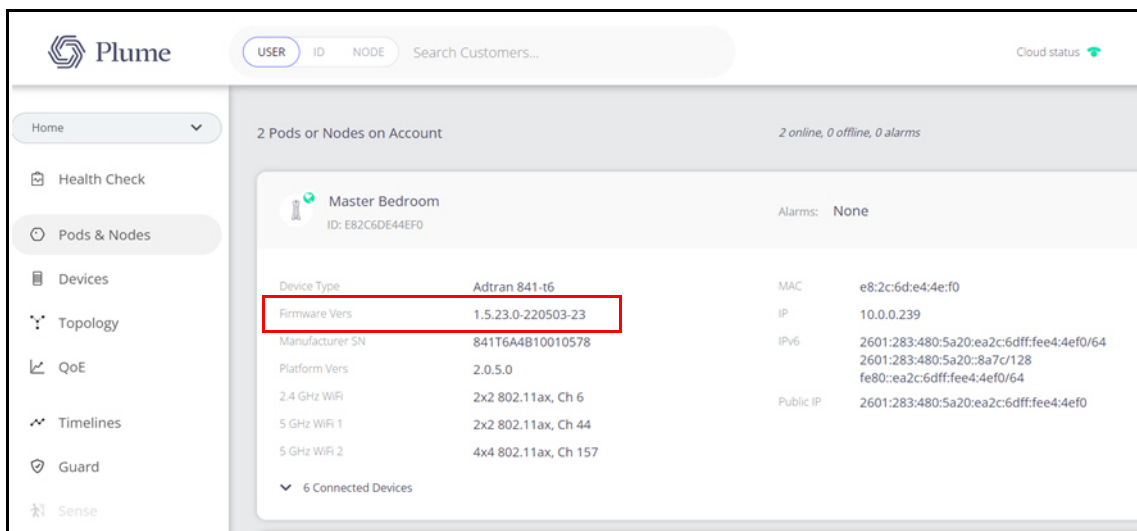 Plume
USER ID NODE Search Customers...
Cloud status
Home
Health Check
Pods & Nodes
Devices
Topology
QoE
Timelines
Guard
Sense
2 Pods or Nodes on Account
2 online, 0 offline, 0 alarms
Master Bedroom
ID: E82C6DE44EF0
Alarms: None
Device Type Adtran 841-t6
Firmware Vers 1.5.23.0-220503-23
Manufacturer SN 841T6A4B10010578
Platform Vers 2.0.5.0
2.4 GHz WiFi 2x2 802.11ax, Ch 6
5 GHz WiFi 1 2x2 802.11ax, Ch 44
5 GHz WiFi 2 4x4 802.11ax, Ch 157
6 Connected Devices
MAC e8:2c:6d:e4:4e:f0
IP 10.0.0.239
IPv6 2601:283:480:5a20:ea2c:6dff:fee4:4ef0/64
2601:283:480:5a20::8a7c/128
fe80::ea2c:6dff:fee4:4ef0/64
Public IP 2601:283:480:5a20:ea2c:6dff:fee4:4ef0